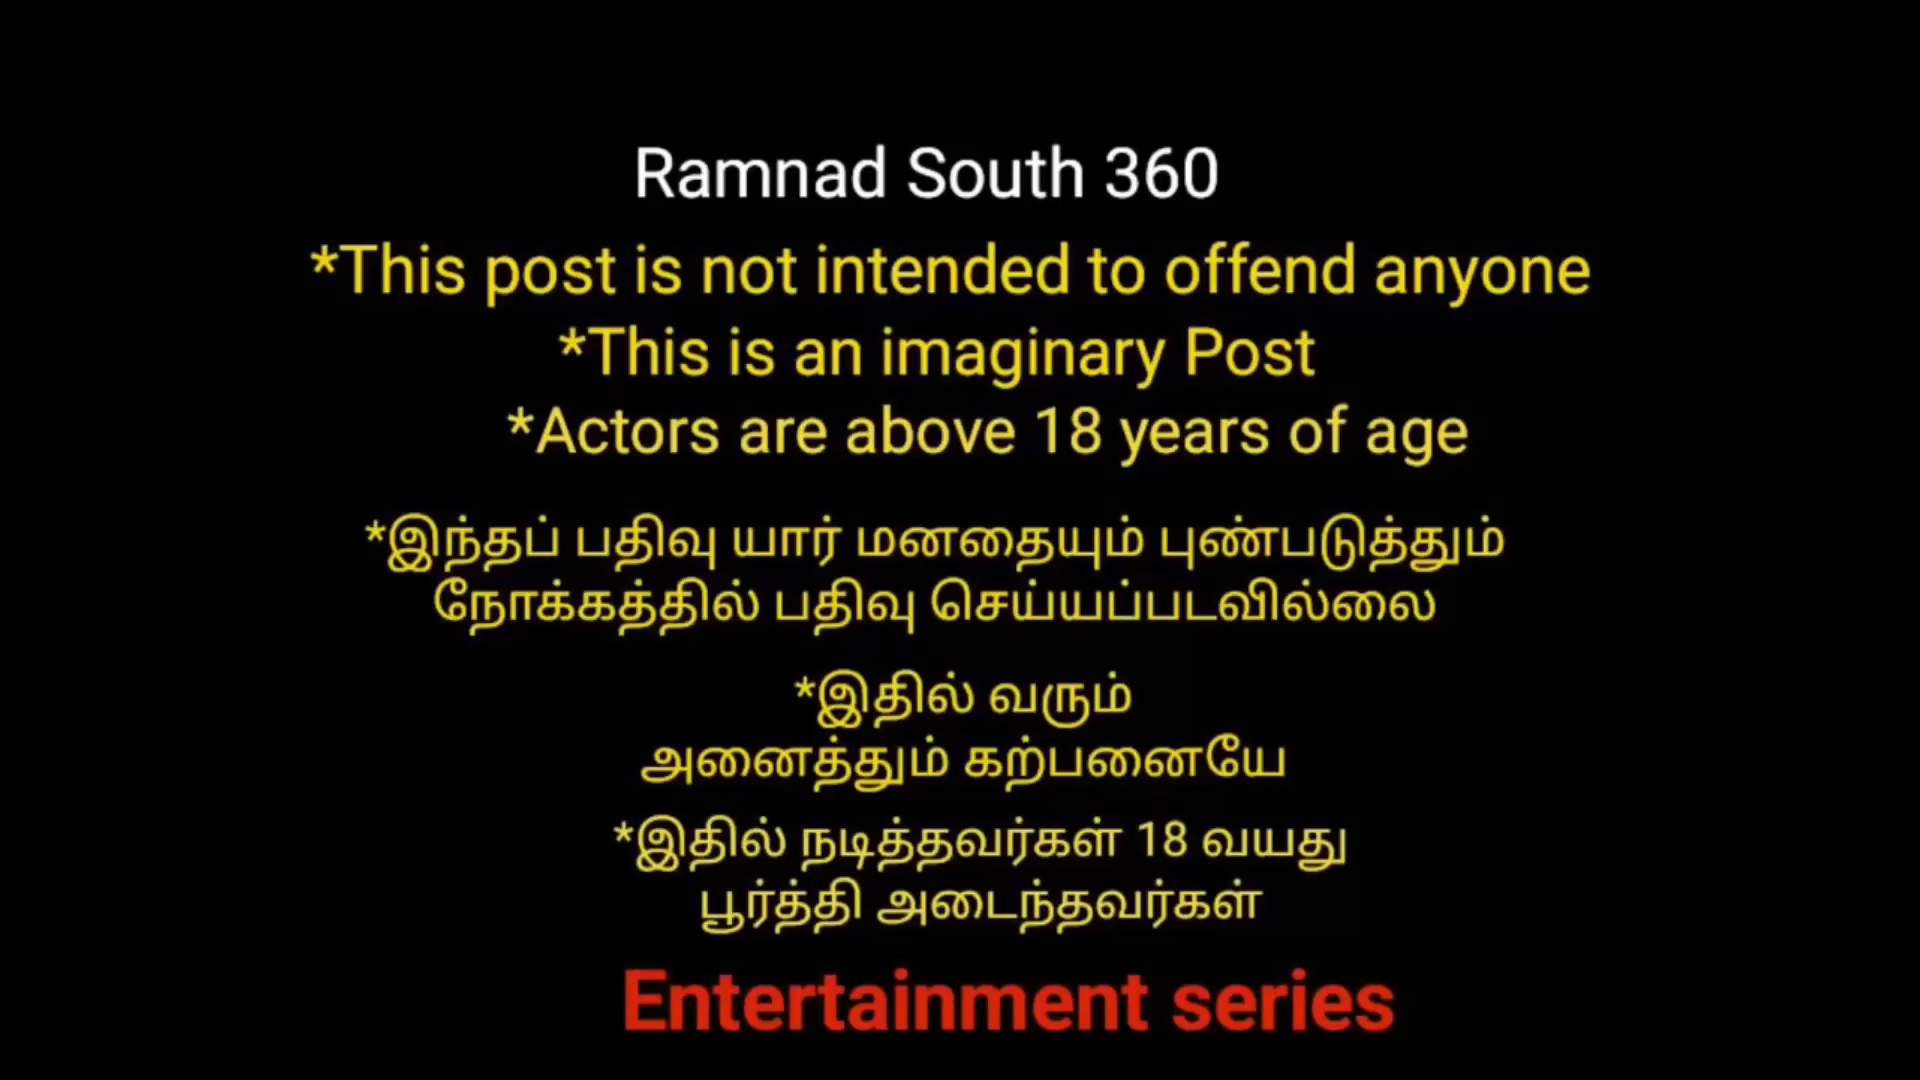 Ramnad South 360
*This post is not intended to offend anyone
*This is an imaginary Post
*Actors are above 18 years of age
*இந்தப் பதிவு யார் மனதையும் புண்படுத்தும்
நோக்கத்தில் பதிவு செய்யப்படவில்லை
*இதில் வரும்
அனைத்தும் கற்பனையே
*இதில் நடித்தவர்கள் 18 வயது
பூர்த்தி அடைந்தவர்கள்
Entertainment series